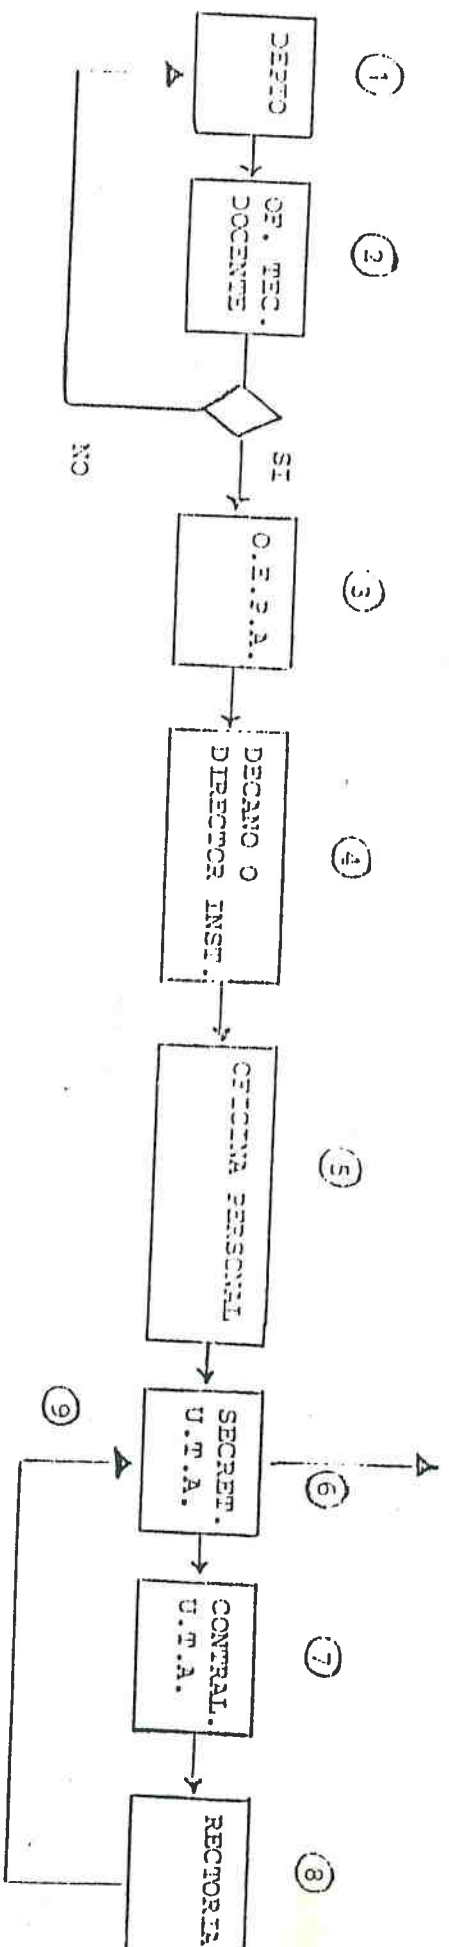 1
DEPTO
2
OF. TEC.
DOCENTE
SI
NO
3
O.E.P.A.
4
DECANO O
DIRECTOR INST.
5
OFICINA PERSONAL
6
SECRET.
U.T.A.
9
7
CONTRAL.
U.T.A.
8
RECTORIA